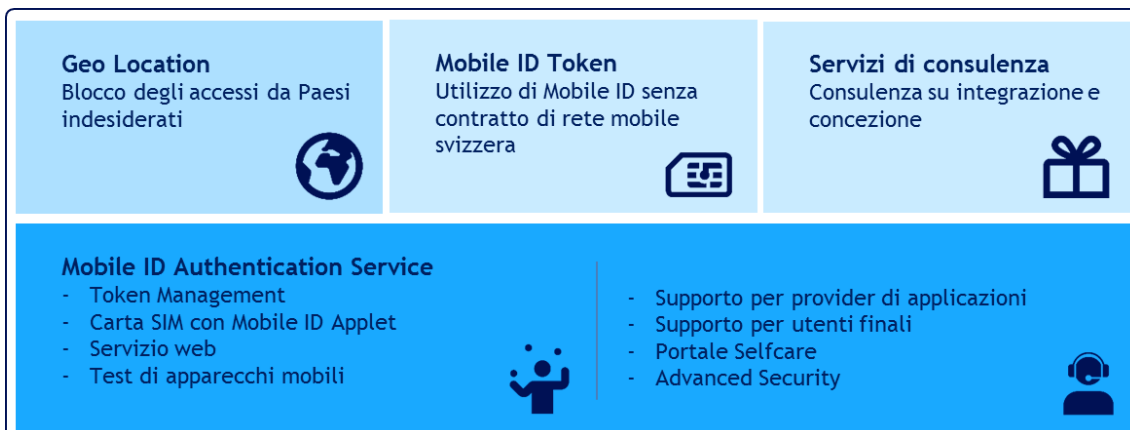 Geo Location
Blocco degli accessi da Paesi
indesiderati
Mobile ID Token
Utilizzo di Mobile ID senza
contratto di rete mobile
svizzera
Servizi di consulenza
Consulenza su integrazione e
concezione
Mobile ID Authentication Service
- Token Management
- Carta SIM con Mobile ID Applet
- Servizio web
- Test di apparecchi mobili
- Supporto per provider di applicazioni
- Supporto per utenti finali
- Portale Selfcare
- Advanced Security